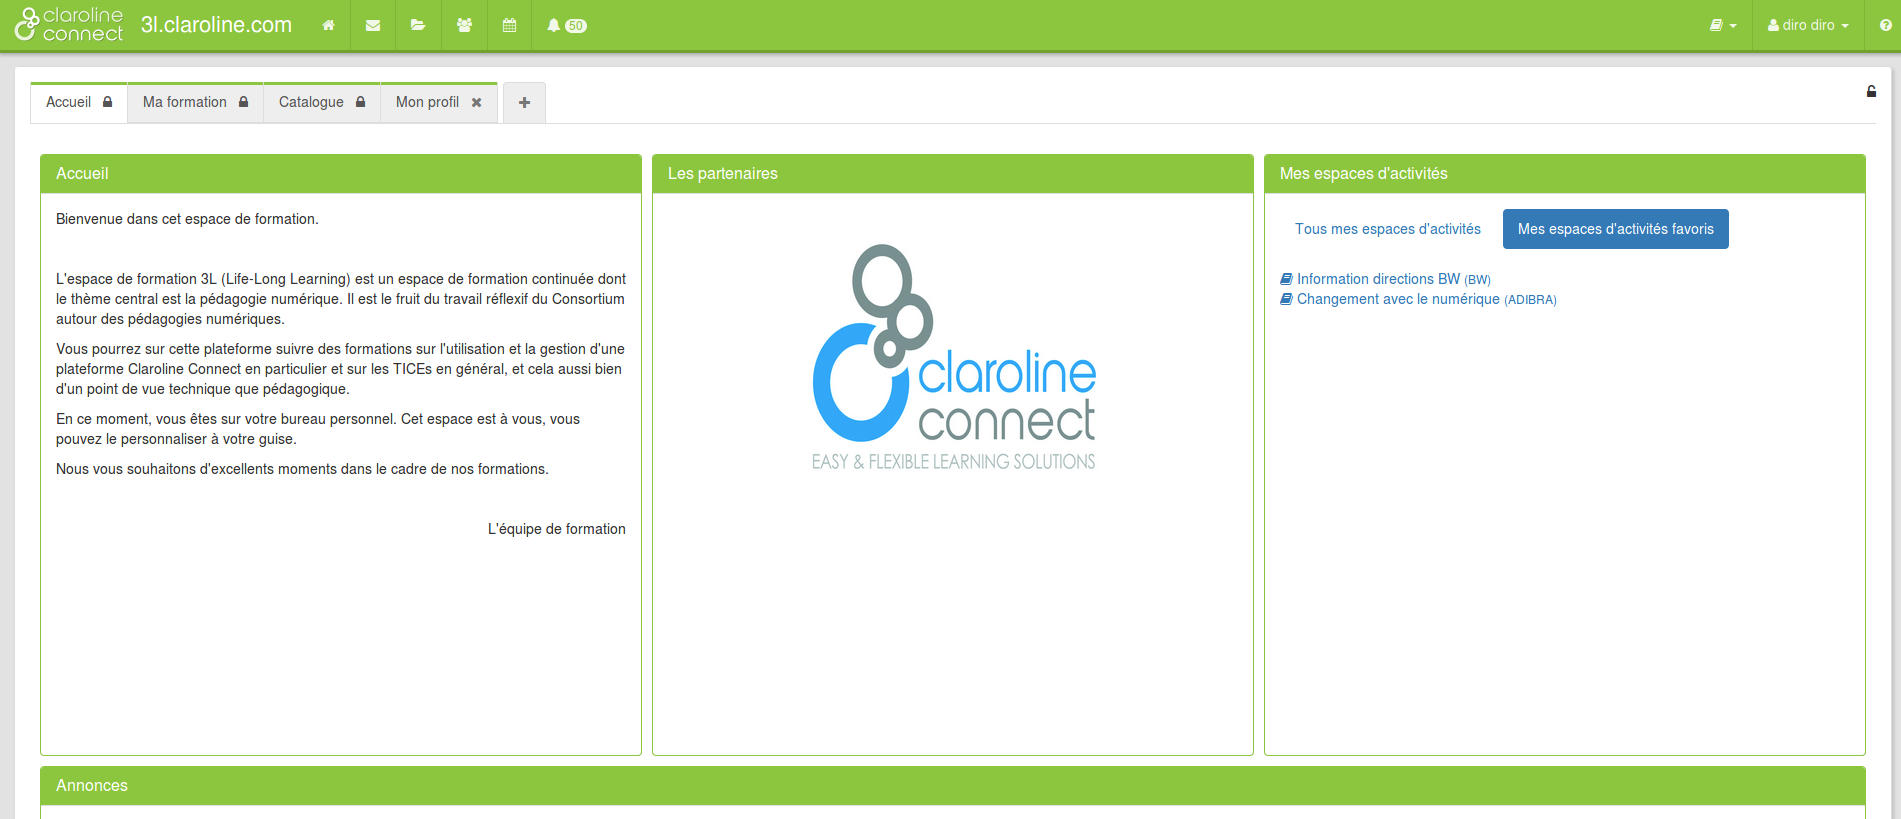 claroline
connect
3l.claroline.com
50
diro diro
Accueil
Ma formation
Catalogue
Mon profil
Accueil
Bienvenue dans cet espace de formation.
L'espace de formation 3L (Life-Long Learning) est un espace de formation continuée dont
le thème central est la pédagogie numérique. Il est le fruit du travail réflexif du Consortium
autour des pédagogies numériques.
Vous pourrez sur cette plateforme suivre des formations sur l'utilisation et la gestion d'une
plateforme Claroline Connect en particulier et sur les TICEs en général, et cela aussi bien
d'un point de vue technique que pédagogique.
En ce moment, vous êtes sur votre bureau personnel. Cet espace est à vous, vous
pouvez le personnaliser à votre guise.
Nous vous souhaitons d'excellents moments dans le cadre de nos formations.
L'équipe de formation
Les partenaires
claroline
connect
EASY & FLEXIBLE LEARNING SOLUTIONS
Mes espaces d'activités
Tous mes espaces d'activités
Mes espaces d'activités favoris
Information directions BW (BW)
Changement avec le numérique (ADIBRA)
Annonces